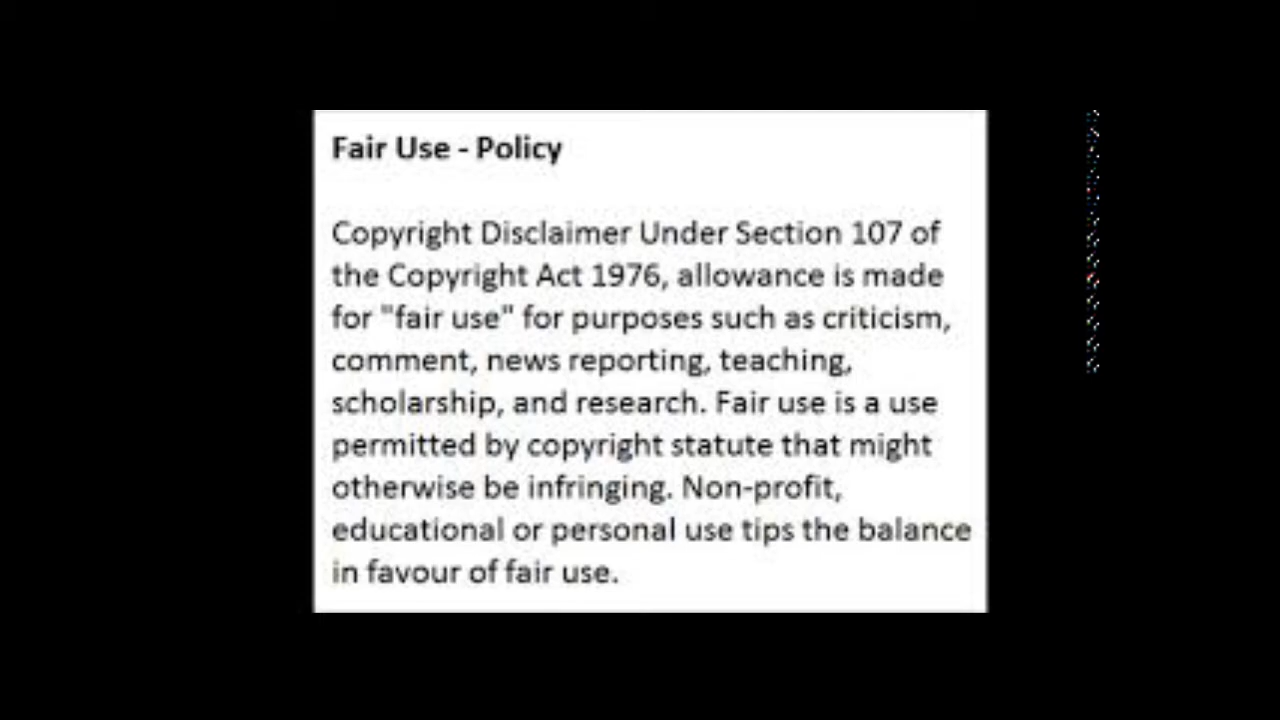 Fair Use - Policy
Copyright Disclaimer Under Section 107 of
the Copyright Act 1976, allowance is made
for "fair use" for purposes such as criticism,
comment, news reporting, teaching,
scholarship, and research. Fair use is a use
permitted by copyright statute that might
otherwise be infringing. Non-profit,
educational or personal use tips the balance
in favour of fair use.